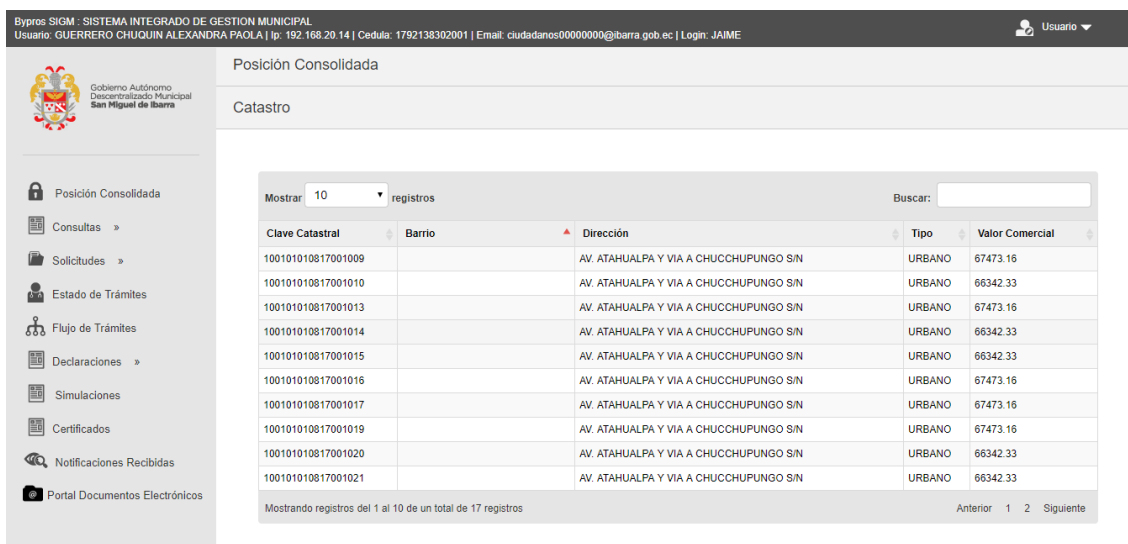 Bypros SIGM : SISTEMA INTEGRADO DE GESTION MUNICIPAL
Usuario: GUERRERO CHUQUIN ALEXANDRA PAOLA | Ip: 192.168.20.14 | Cedula: 1792138302001 | Email: ciudadanos00000000@ibarra.gob.ec | Login: JAIME
Usuario
Gobierno Autónomo
Descentralizado Municipal
San Miguel de Ibarra
Posición Consolidada
Catastro
Posición Consolidada
Consultas »
Solicitudes »
Estado de Trámites
Flujo de Trámites
Declaraciones »
Simulaciones
Certificados
Notificaciones Recibidas
Portal Documentos Electrónicos
Mostrar 10 registros Buscar:
Clave Catastral Barrio Dirección Tipo Valor Comercial
100101010817001009 AV. ATAHUALPA Y VIA A CHUCCHUPUNGO S/N URBANO 67473.16
100101010817001010 AV. ATAHUALPA Y VIA A CHUCCHUPUNGO S/N URBANO 66342.33
100101010817001013 AV. ATAHUALPA Y VIA A CHUCCHUPUNGO S/N URBANO 67473.16
100101010817001014 AV. ATAHUALPA Y VIA A CHUCCHUPUNGO S/N URBANO 66342.33
100101010817001015 AV. ATAHUALPA Y VIA A CHUCCHUPUNGO S/N URBANO 66342.33
100101010817001016 AV. ATAHUALPA Y VIA A CHUCCHUPUNGO S/N URBANO 67473.16
100101010817001017 AV. ATAHUALPA Y VIA A CHUCCHUPUNGO S/N URBANO 67473.16
100101010817001019 AV. ATAHUALPA Y VIA A CHUCCHUPUNGO S/N URBANO 67473.16
100101010817001020 AV. ATAHUALPA Y VIA A CHUCCHUPUNGO S/N URBANO 66342.33
100101010817001021 AV. ATAHUALPA Y VIA A CHUCCHUPUNGO S/N URBANO 66342.33
Mostrando registros del 1 al 10 de un total de 17 registros Anterior 1 2 Siguiente